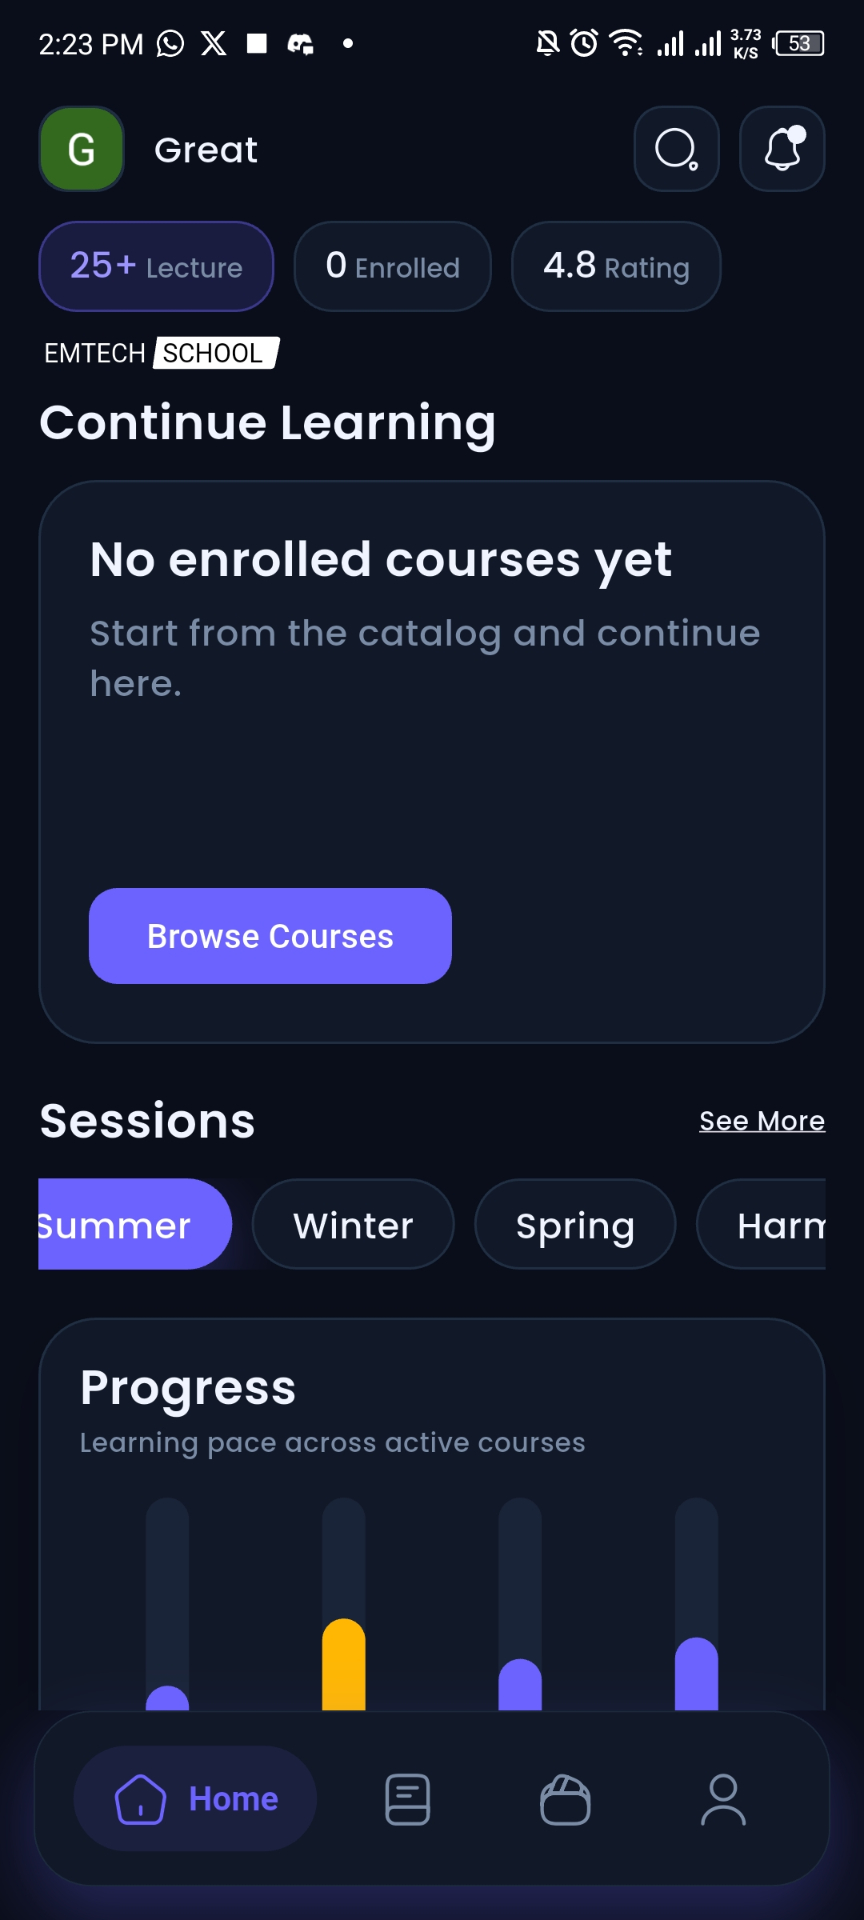 2:23 PM
3.73
K/S
53
G
Great
25+ Lecture
0 Enrolled
4.8 Rating
EMTECH SCHOOL
Continue Learning
No enrolled courses yet
Start from the catalog and continue
here.
Browse Courses
Sessions
See More
Summer
Winter
Spring
Harm
Progress
Learning pace across active courses
Home